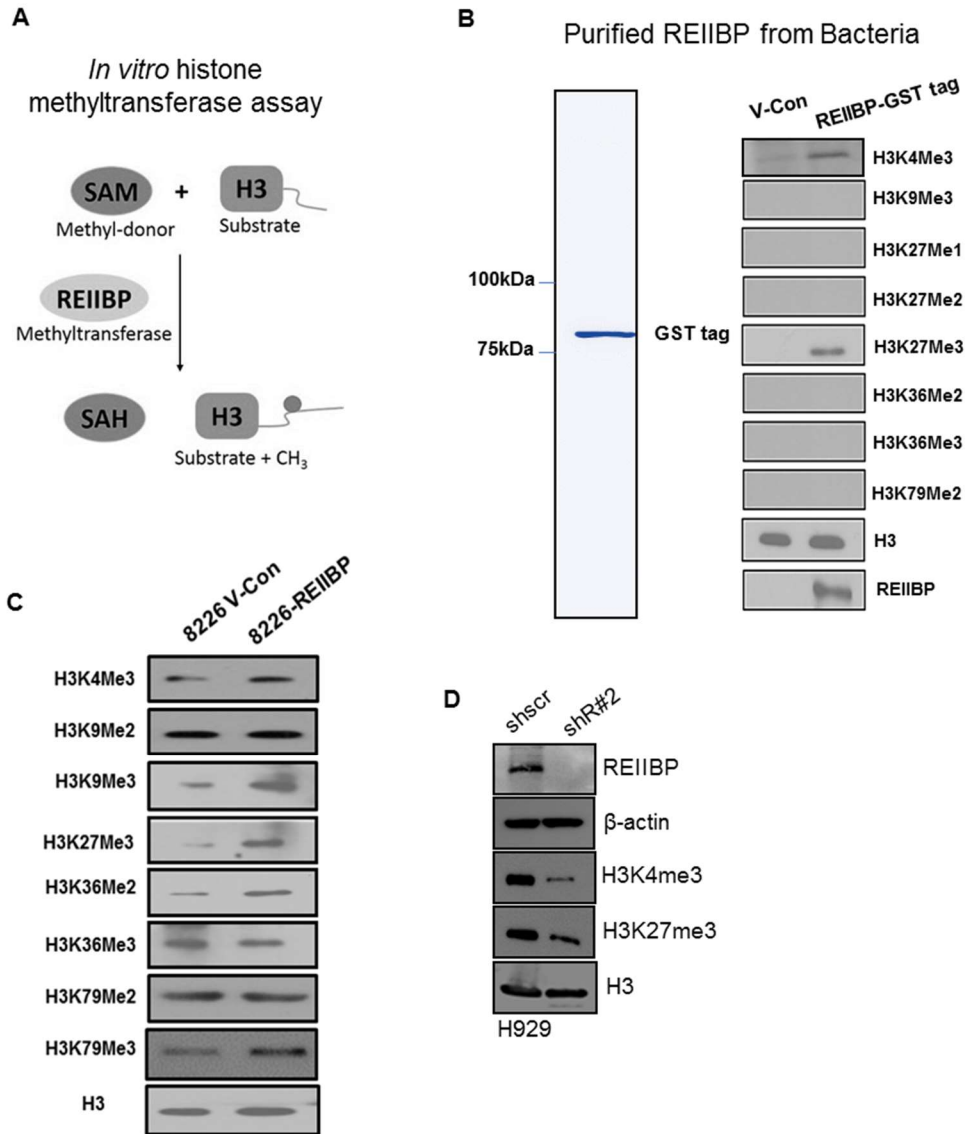 A
In vitro histone
methyltransferase assay
SAM
+
H3
Methyl-donor
Substrate
REIIBP
Methyltransferase
SAH
H3
Substrate + CH₃
B
Purified REIIBP from Bacteria
100kDa
75kDa
GST tag
V-Con
REIIBP-GST tag
H3K4Me3
H3K9Me3
H3K27Me1
H3K27Me2
H3K27Me3
H3K36Me2
H3K36Me3
H3K79Me2
H3
REIIBP
C
8226 V-Con
8226-REIIBP
H3K4Me3
H3K9Me2
H3K9Me3
H3K27Me3
H3K36Me2
H3K36Me3
H3K79Me2
H3K79Me3
H3
D
shscr
shR#2
REIIBP
β-actin
H3K4me3
H3K27me3
H3
H929